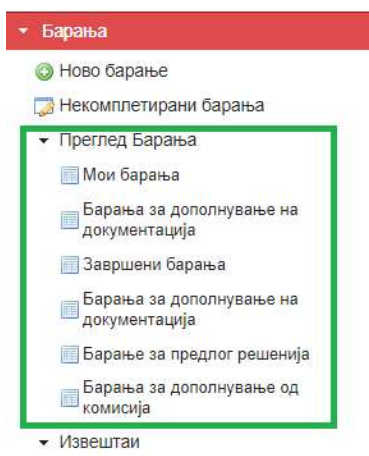 Барања
Ново барање
Некомплетирани барања
Преглед Барања
Мои барања
Барања за дополнување на
документација
Завршени барања
Барања за дополнување на
документација
Барање за предлог решенија
Барања за дополнување од
комисија
Извештаи